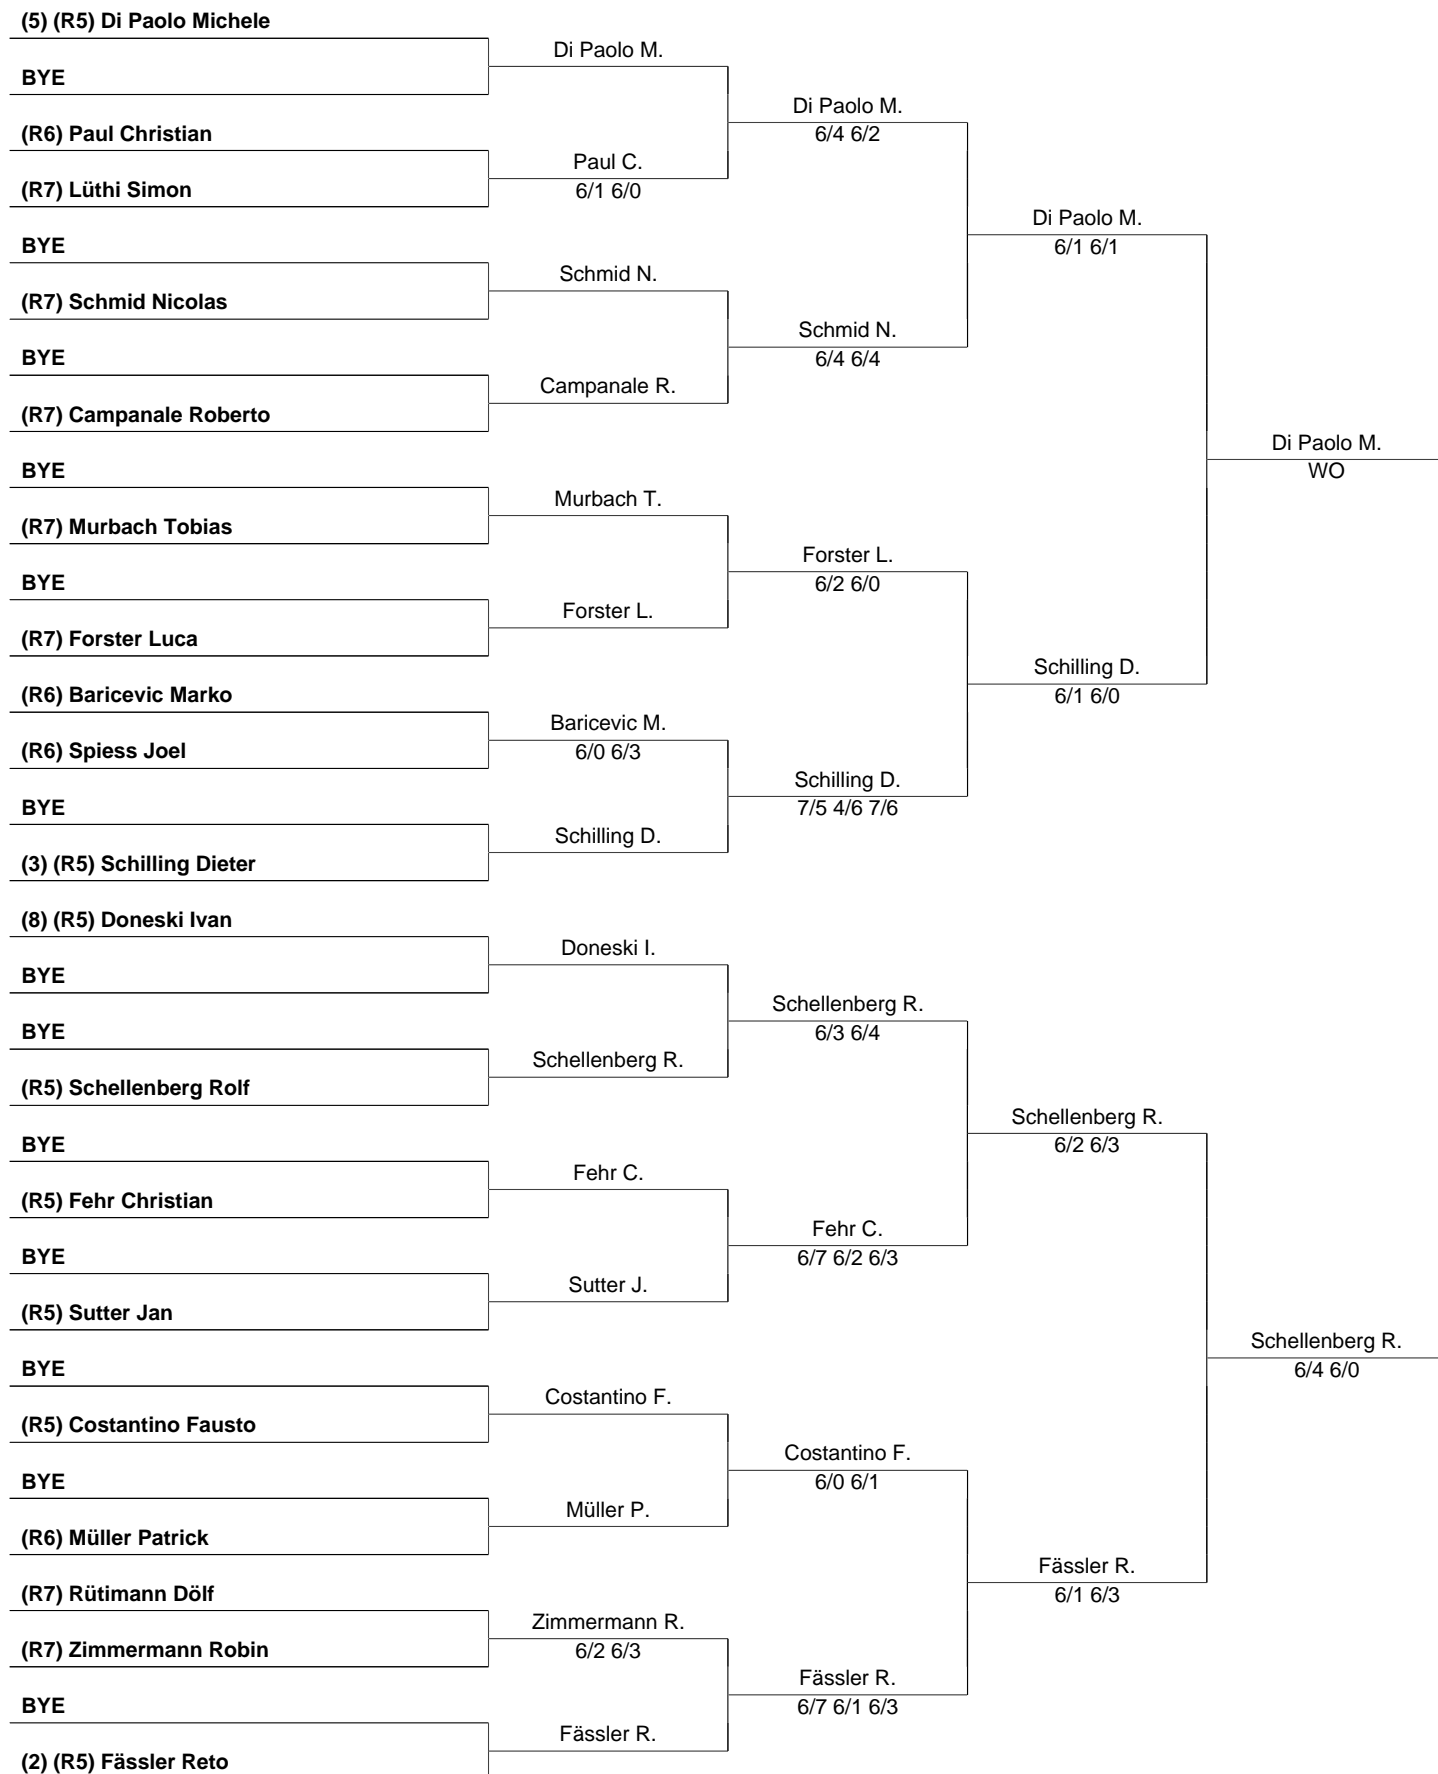 (5) (R5) Di Paolo Michele
Di Paolo M.
BYE
Di Paolo M.
(R6) Paul Christian
6/4 6/2
Paul C.
(R7) Lüthi Simon
6/1 6/0
Di Paolo M.
BYE
6/1 6/1
Schmid N.
(R7) Schmid Nicolas
Schmid N.
BYE
6/4 6/4
Campanale R.
(R7) Campanale Roberto
Di Paolo M.
BYE
WO
Murbach T.
(R7) Murbach Tobias
Forster L.
BYE
6/2 6/0
Forster L.
(R7) Forster Luca
Schilling D.
(R6) Baricevic Marko
6/1 6/0
Baricevic M.
(R6) Spiess Joel
6/0 6/3
Schilling D.
BYE
7/5 4/6 7/6
Schilling D.
(3) (R5) Schilling Dieter
(8) (R5) Doneski Ivan
Doneski I.
BYE
Schellenberg R.
BYE
6/3 6/4
Schellenberg R.
(R5) Schellenberg Rolf
Schellenberg R.
BYE
6/2 6/3
Fehr C.
(R5) Fehr Christian
Fehr C.
BYE
6/7 6/2 6/3
Sutter J.
(R5) Sutter Jan
Schellenberg R.
BYE
6/4 6/0
Costantino F.
(R5) Costantino Fausto
Costantino F.
BYE
6/0 6/1
Müller P.
(R6) Müller Patrick
Fässler R.
(R7) Rütimann Dölf
6/1 6/3
Zimmermann R.
(R7) Zimmermann Robin
6/2 6/3
Fässler R.
BYE
6/7 6/1 6/3
Fässler R.
(2) (R5) Fässler Reto